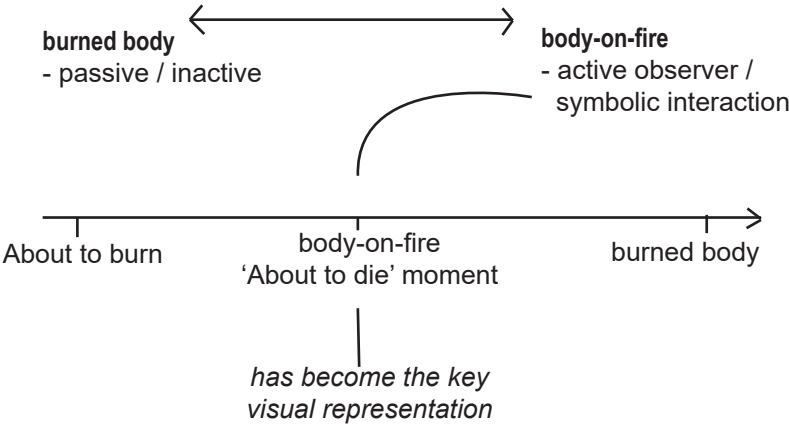 burned body
- passive / inactive
body-on-fire
- active observer /
symbolic interaction
About to burn
body-on-fire
‘About to die’ moment
burned body
has become the key
visual representation